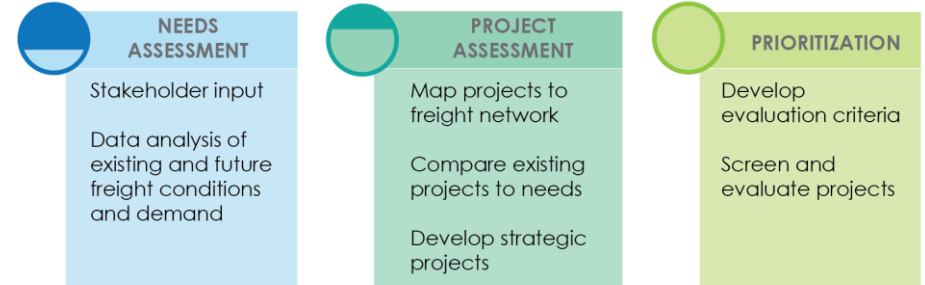 NEEDS
ASSESSMENT
Stakeholder input
Data analysis of
existing and future
freight conditions
and demand
PROJECT
ASSESSMENT
Map projects to
freight network
Compare existing
projects to needs
Develop strategic
projects
PRIORITIZATION
Develop
evaluation criteria
Screen and
evaluate projects